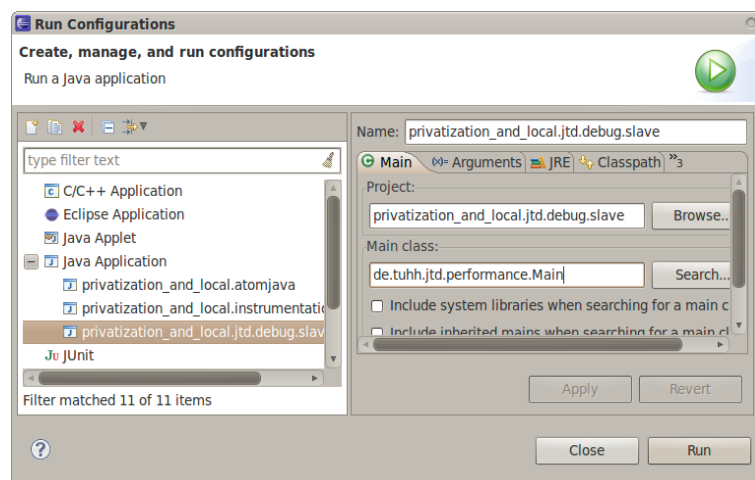 Run Configurations
Create, manage, and run configurations
Run a Java application
type filter text
C/C++ Application
Eclipse Application
Java Applet
Java Application
privatization_and_local.atomjava
privatization_and_local.instrumentatio
privatization_and_local.jtd.debug.slav
Ju JUnit
Filter matched 11 of 11 items
Name: privatization_and_local.jtd.debug.slave
Main (x)= Arguments JRE Classpath »3
Project:
privatization_and_local.jtd.debug.slave Browse..
Main class:
de.tuhh.jtd.performance.Main Search...
Include system libraries when searching for a main c
Include inherited mains when searching for a main cl
Apply Revert
? Close Run